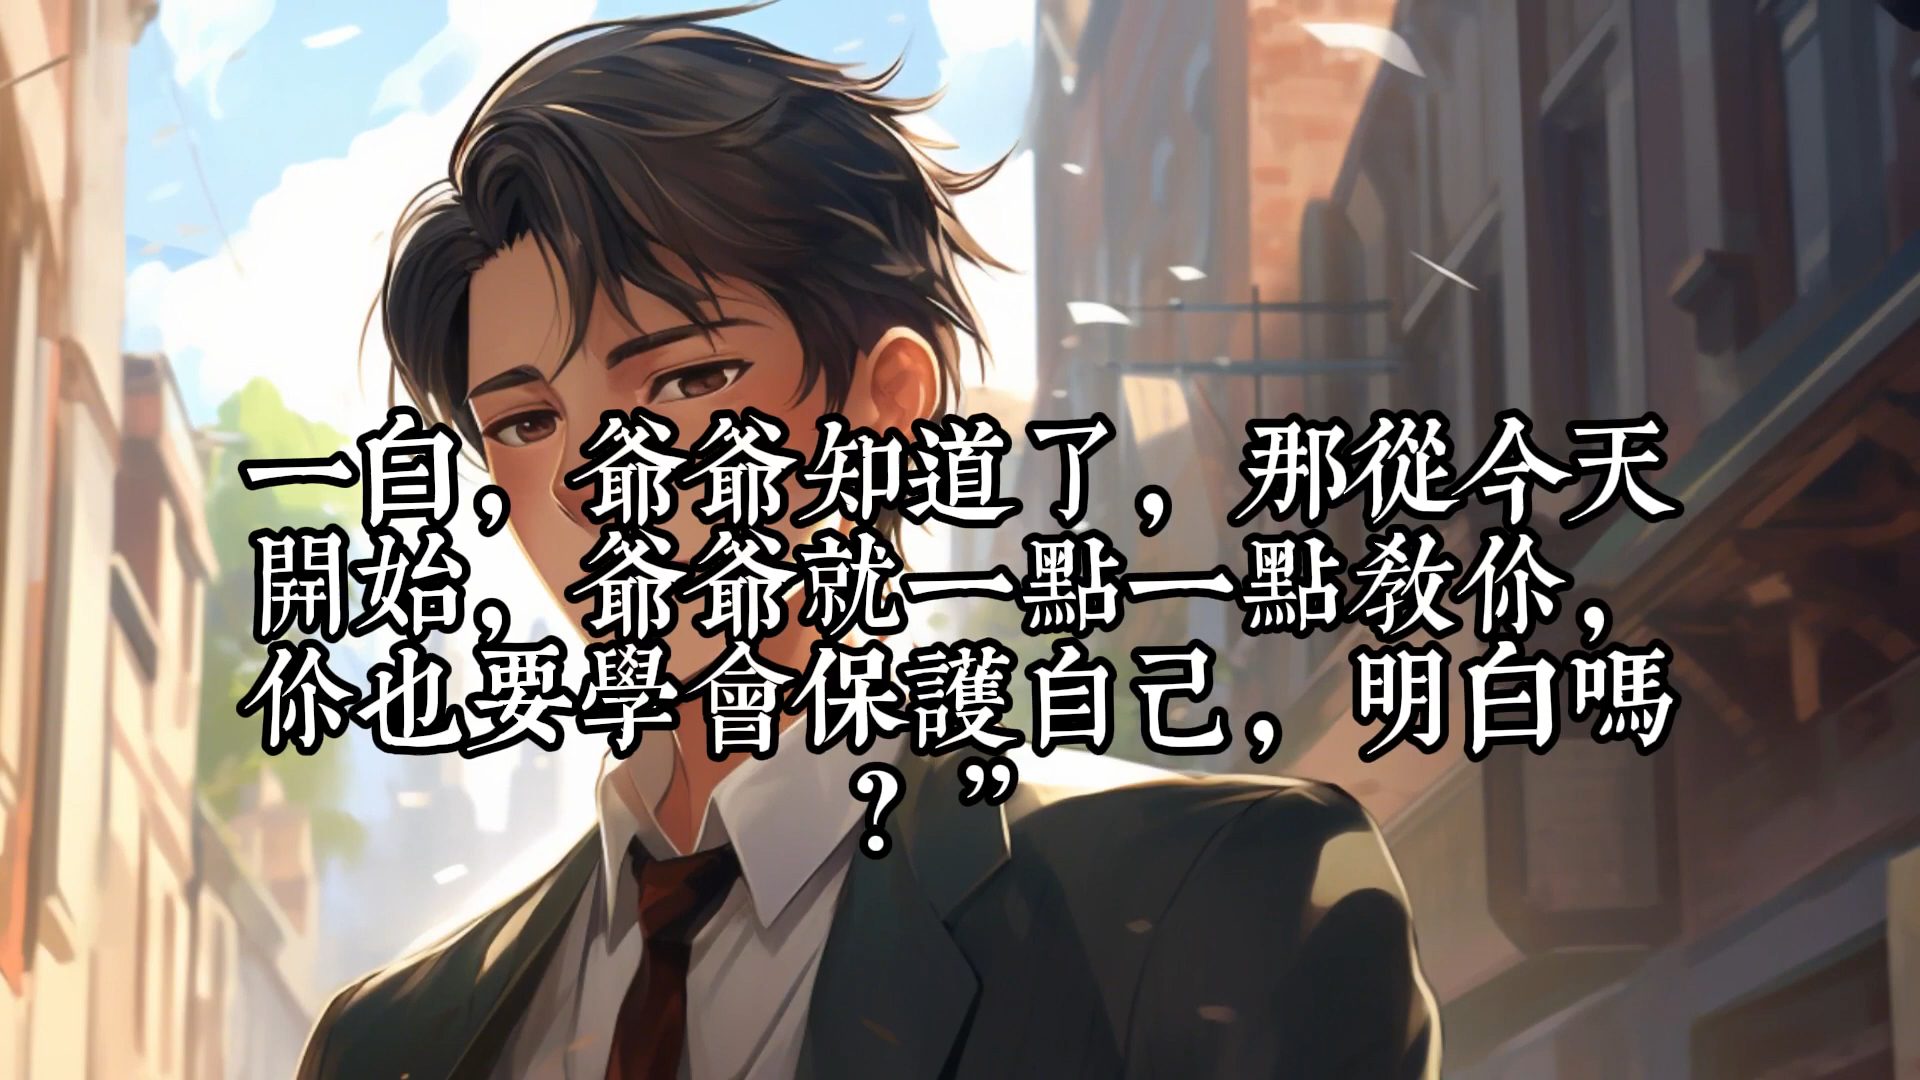 一白，爺爺知道了，那從今天
開始，爺爺就一點一點教你，
你也要學會保護自己，明白嗎
？”